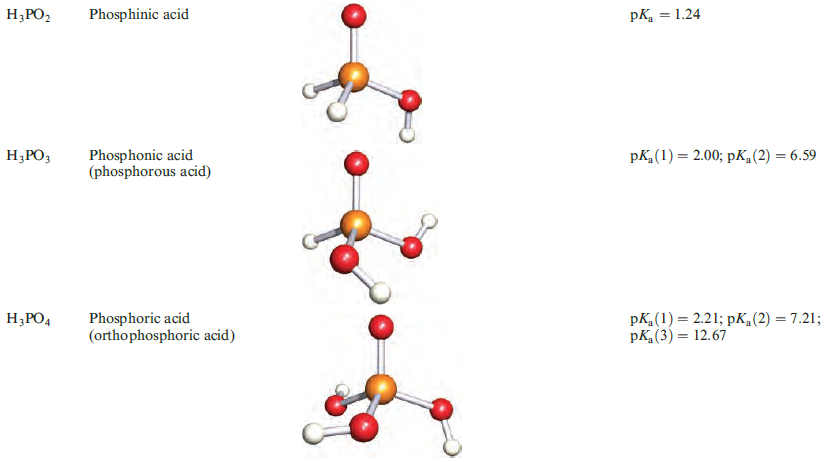 H₃PO₂ Phosphinic acid pKₐ = 1.24
H₃PO₃ Phosphonic acid pKₐ(1) = 2.00; pKₐ(2) = 6.59
(phosphorous acid)
H₃PO₄ Phosphoric acid pKₐ(1) = 2.21; pKₐ(2) = 7.21;
(orthophosphoric acid) pKₐ(3) = 12.67